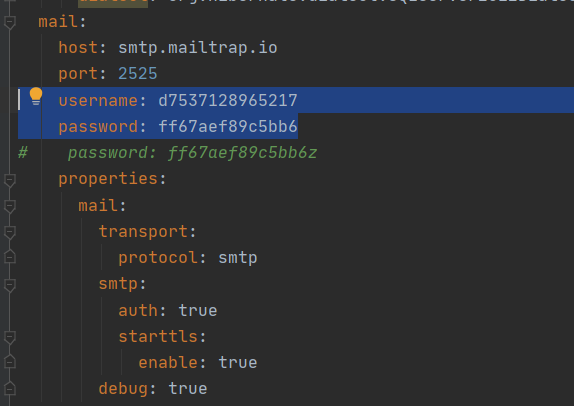 mail:
host: smtp.mailtrap.io
port: 2525
username: d7537128965217
password: ff67aef89c5bb6
#    password: ff67aef89c5bb6z
properties:
mail:
transport:
protocol: smtp
smtp:
auth: true
starttls:
enable: true
debug: true